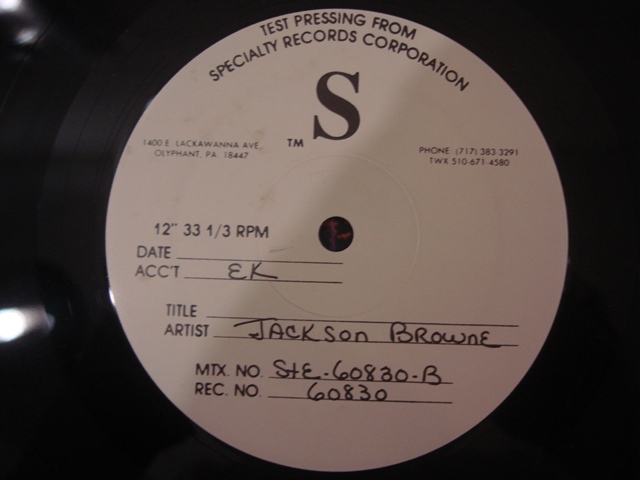 TEST PRESSING FROM
SPECIALTY RECORDS CORPORATION
S
TM
1400 E. LACKAWANNA AVE.
OLYPHANT, PA. 18447
PHONE: (717) 383-3291
TWX 510-671-4580
12" 33 1/3 RPM
DATE
ACC'T EK
TITLE
ARTIST JACKSON BROWNE
MTX. NO. StE-60830-B
REC. NO. 60830